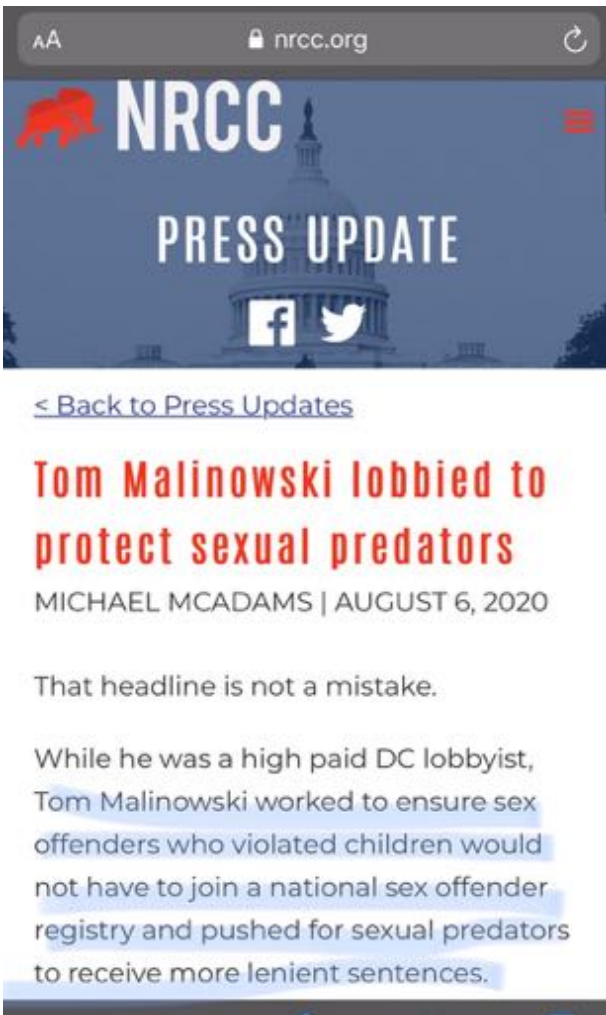 AA nrcc.org
NRCC
PRESS UPDATE
< Back to Press Updates
Tom Malinowski lobbied to
protect sexual predators
MICHAEL MCADAMS | AUGUST 6, 2020
That headline is not a mistake.
While he was a high paid DC lobbyist,
Tom Malinowski worked to ensure sex
offenders who violated children would
not have to join a national sex offender
registry and pushed for sexual predators
to receive more lenient sentences.